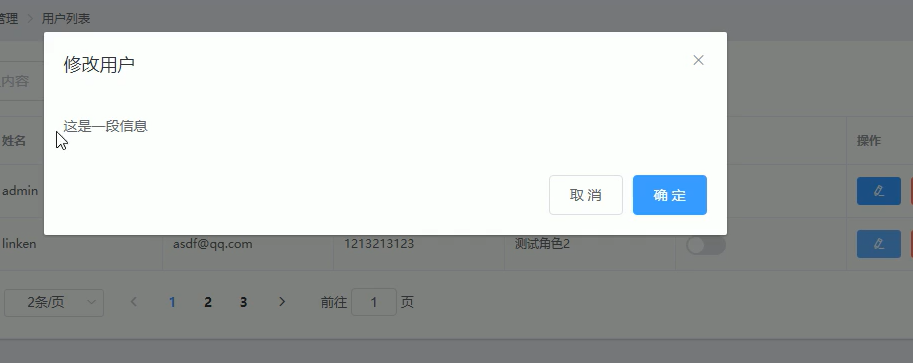 管理 > 用户列表
修改用户
内容
这是一段信息
姓名
操作
取消 确定
admin
linken asdf@qq.com 1213213123 测试角色2
2条/页 < 1 2 3 > 前往 1 页